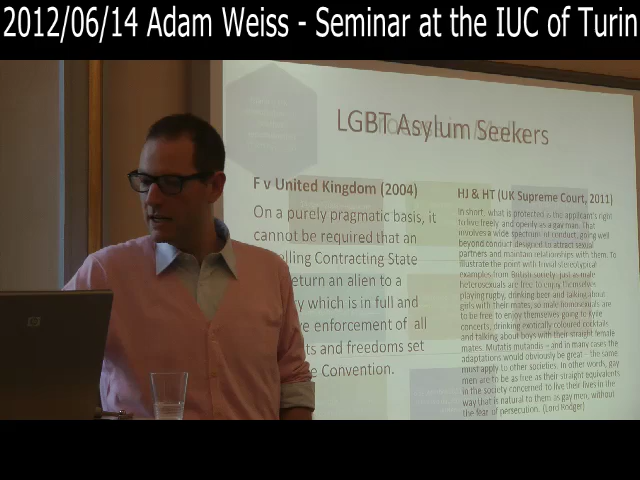 2012/06/14 Adam Weiss - Seminar at the IUC of Turin
LGBT Asylum Seekers
F v United Kingdom (2004)
On a purely pragmatic basis, it
cannot be required that an
elling Contracting State
eturn an alien to a
y which is in full and
ve enforcement of all
ts and freedoms set
e Convention.
HJ & HT (UK Supreme Court, 2011)
In short, what is protected is the applicant's right
to live freely and openly as a gay man. That
involves a wide spectrum of conduct, going well
beyond conduct designed to attract sexual
partners and maintain relationships with them. To
illustrate the point with trivial stereotypical
examples from British society: just as male
heterosexuals are free to enjoy themselves
playing rugby, drinking beer and talking about
girls with their mates, so male homosexuals are
to be free to enjoy themselves going to Kylie
concerts, drinking exotically coloured cocktails
and talking about boys with their straight female
mates. Mutatis mutandis – and in many cases the
adaptations would obviously be great – the same
must apply to other societies. In other words, gay
men are to be as free as their straight equivalents
in the society concerned to live their lives in the
way that is natural to them as gay men, without
the fear of persecution. (Lord Rodger)
hp